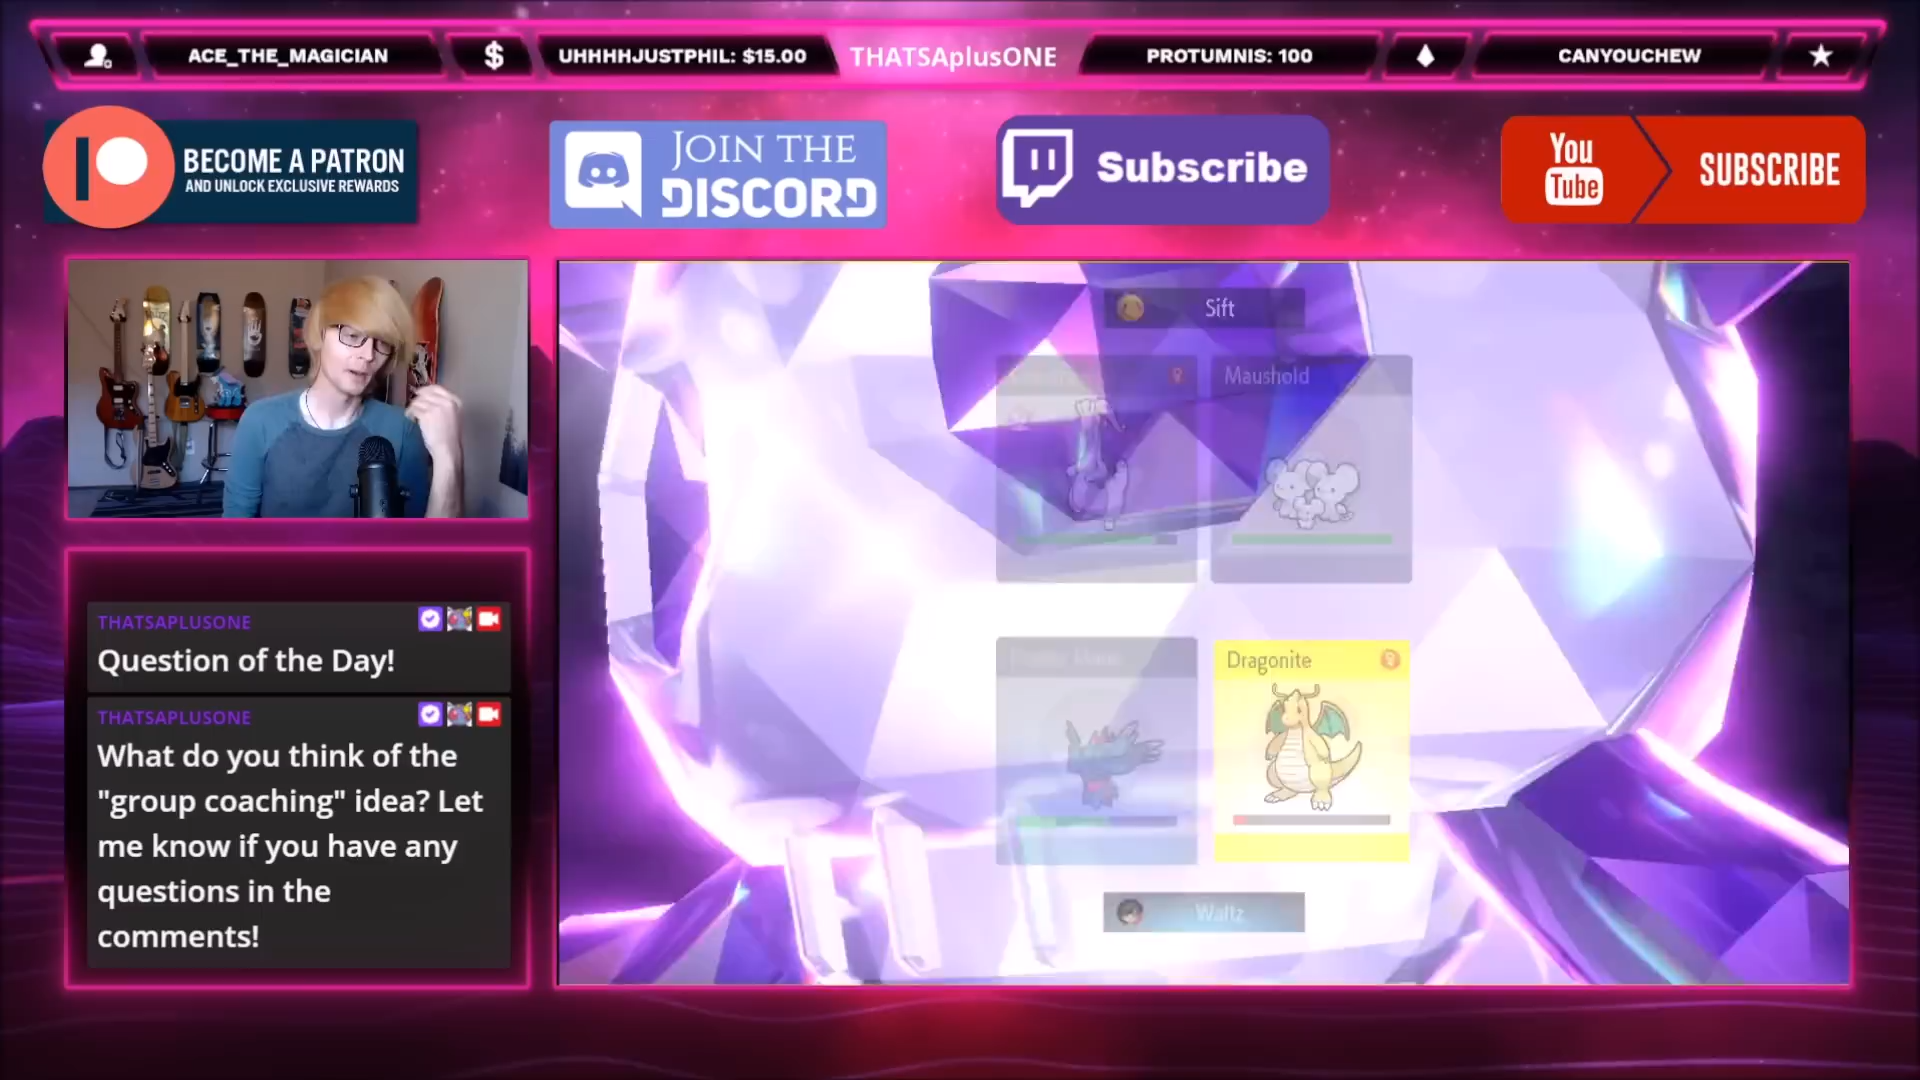 ACE_THE_MAGICIAN
$
UHHHHJUSTPHIL: $15.00
THATSAplusONE
PROTUMNIS: 100
CANYOUCHEW
BECOME A PATRON
AND UNLOCK EXCLUSIVE REWARDS
JOIN THE
DISCORD
Subscribe
You
Tube
SUBSCRIBE
Sift
Maushold
Dragonite
Waltz
THATSAPLUSONE
Question of the Day!
THATSAPLUSONE
What do you think of the
"group coaching" idea? Let
me know if you have any
questions in the
comments!